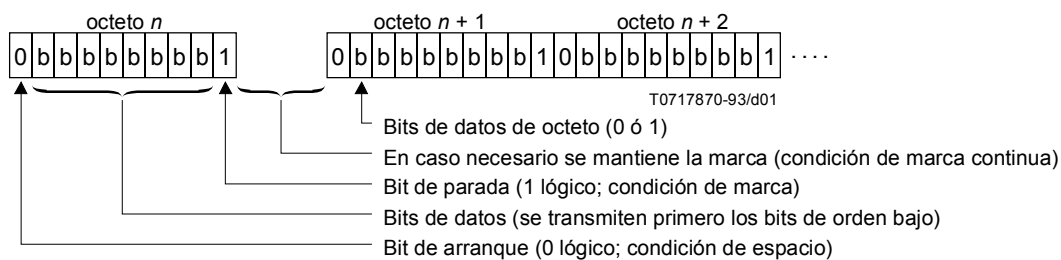 octeto n octeto n + 1 octeto n + 2
0 b b b b b b b b 1 0 b b b b b b b b 1 0 b b b b b b b b 1 . . . .
T0717870-93/d01
Bits de datos de octeto (0 ó 1)
En caso necesario se mantiene la marca (condición de marca continua)
Bit de parada (1 lógico; condición de marca)
Bits de datos (se transmiten primero los bits de orden bajo)
Bit de arranque (0 lógico; condición de espacio)